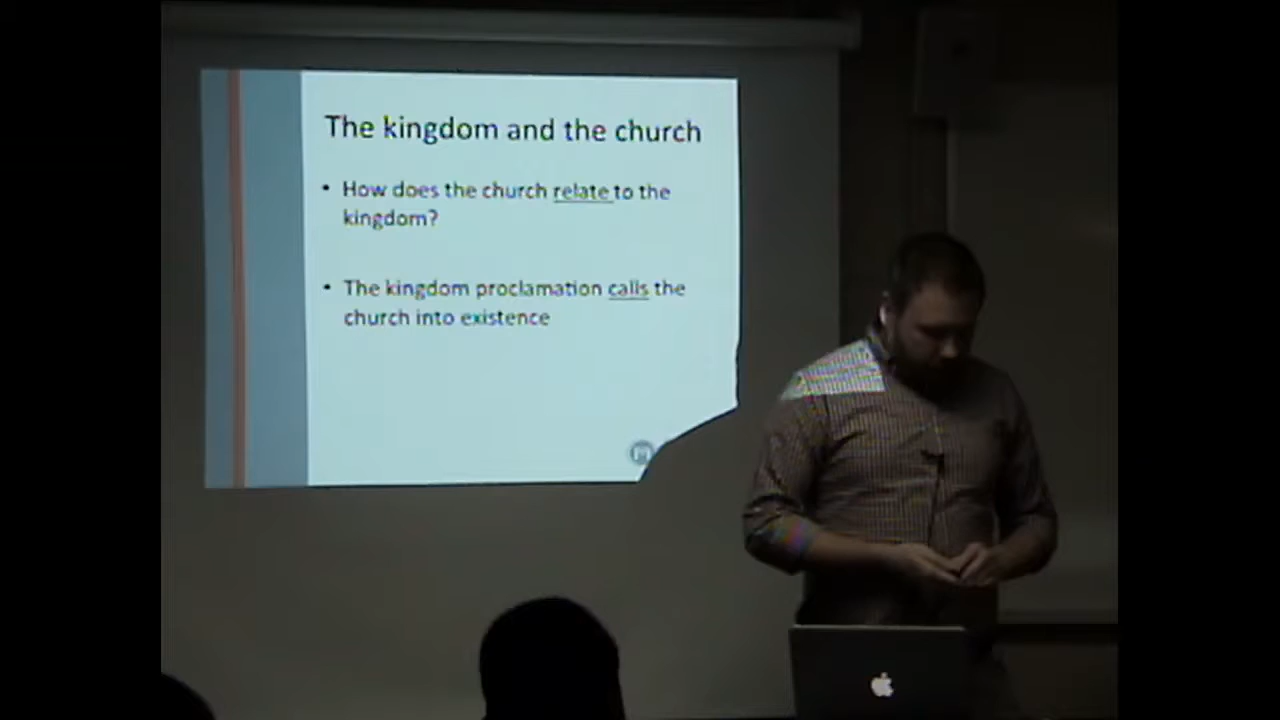 The kingdom and the church
• How does the church relate to the
kingdom?
• The kingdom proclamation calls the
church into existence